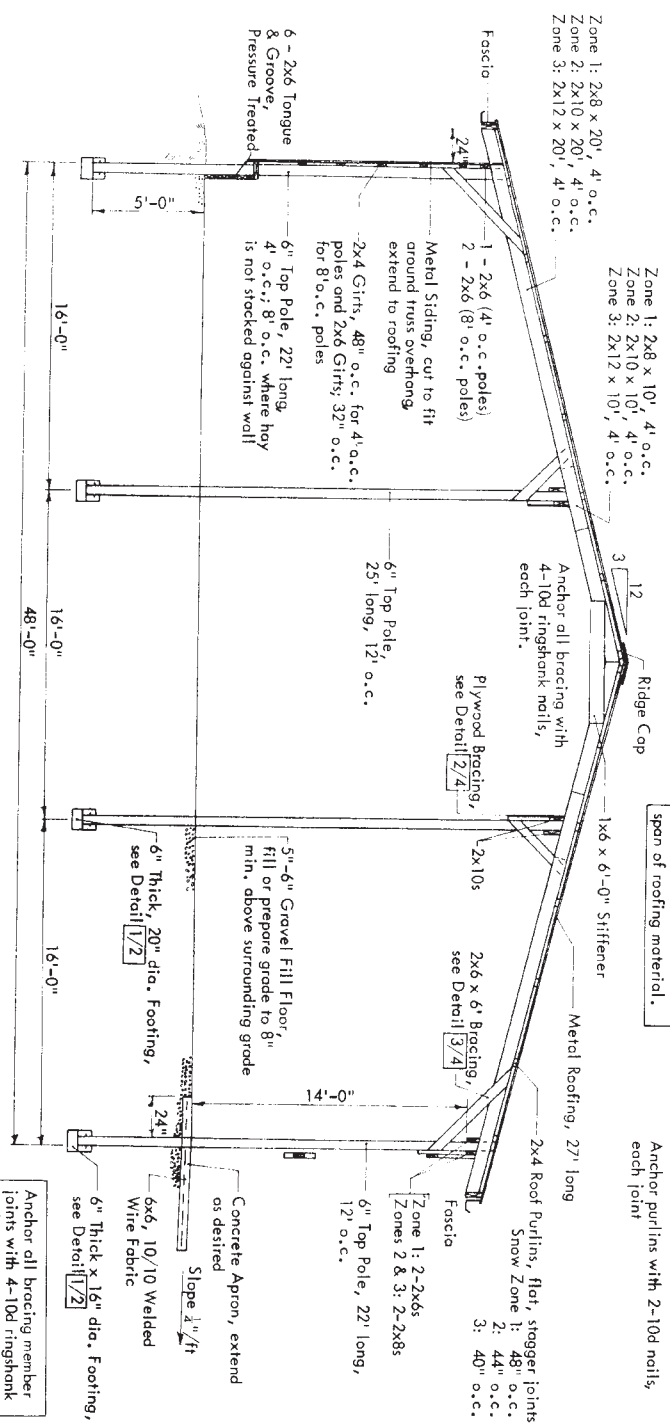 Zone 1: 2x8 x 20', 4' o.c.
Zone 2: 2x10 x 20', 4' o.c.
Zone 3: 2x12 x 20', 4' o.c.
Fascia
24"
6 - 2x6 Tongue
& Groove,
Pressure Treated
5'-0"
Zone 1: 2x8 x 10', 4' o.c.
Zone 2: 2x10 x 10', 4' o.c.
Zone 3: 2x12 x 10', 4' o.c.
1 - 2x6 (4' o.c. poles)
2 - 2x6 (8' o.c. poles)
Metal Siding, cut to fit
around truss overhang,
extend to roofing
2x4 Girts, 48" o.c. for 4' o.c.
poles and 2x6 Girts; 32" o.c.
for 8' o.c. poles
6" Top Pole, 22' long,
4' o.c.; 8' o.c. where hay
is not stacked against wall
16'-0"
3
12
Ridge Cap
span of roofing material.
Anchor all bracing with
4-10d ringshank nails,
each joint.
6" Top Pole,
25' long, 12' o.c.
16'-0"
48'-0"
1x6 x 6'-0" Stiffener
Plywood Bracing,
see Detail 2/4
2x10s
5"-6" Gravel Fill Floor,
fill or prepare grade to 8"
min. above surrounding grade
6" Thick, 20" dia. Footing,
see Detail 1/2
16'-0"
Anchor purlins with 2-10d nails,
each joint
Metal Roofing, 27' long
2x4 Roof Purlins, flat, stagger joints
Snow Zone 1: 48" o.c.
2: 44" o.c.
3: 40" o.c.
2x6 x 6' Bracing,
see Detail 3/4
14'-0"
Fascia
Zone 1: 2-2x6s
Zones 2 & 3: 2-2x8s
6" Top Pole, 22' long,
12' o.c.
24"
Concrete Apron, extend
as desired
Slope ¼"/ft
6x6, 10/10 Welded
Wire Fabric
6" Thick x 16" dia. Footing,
see Detail 1/2
Anchor all bracing member
joints with 4-10d ringshank